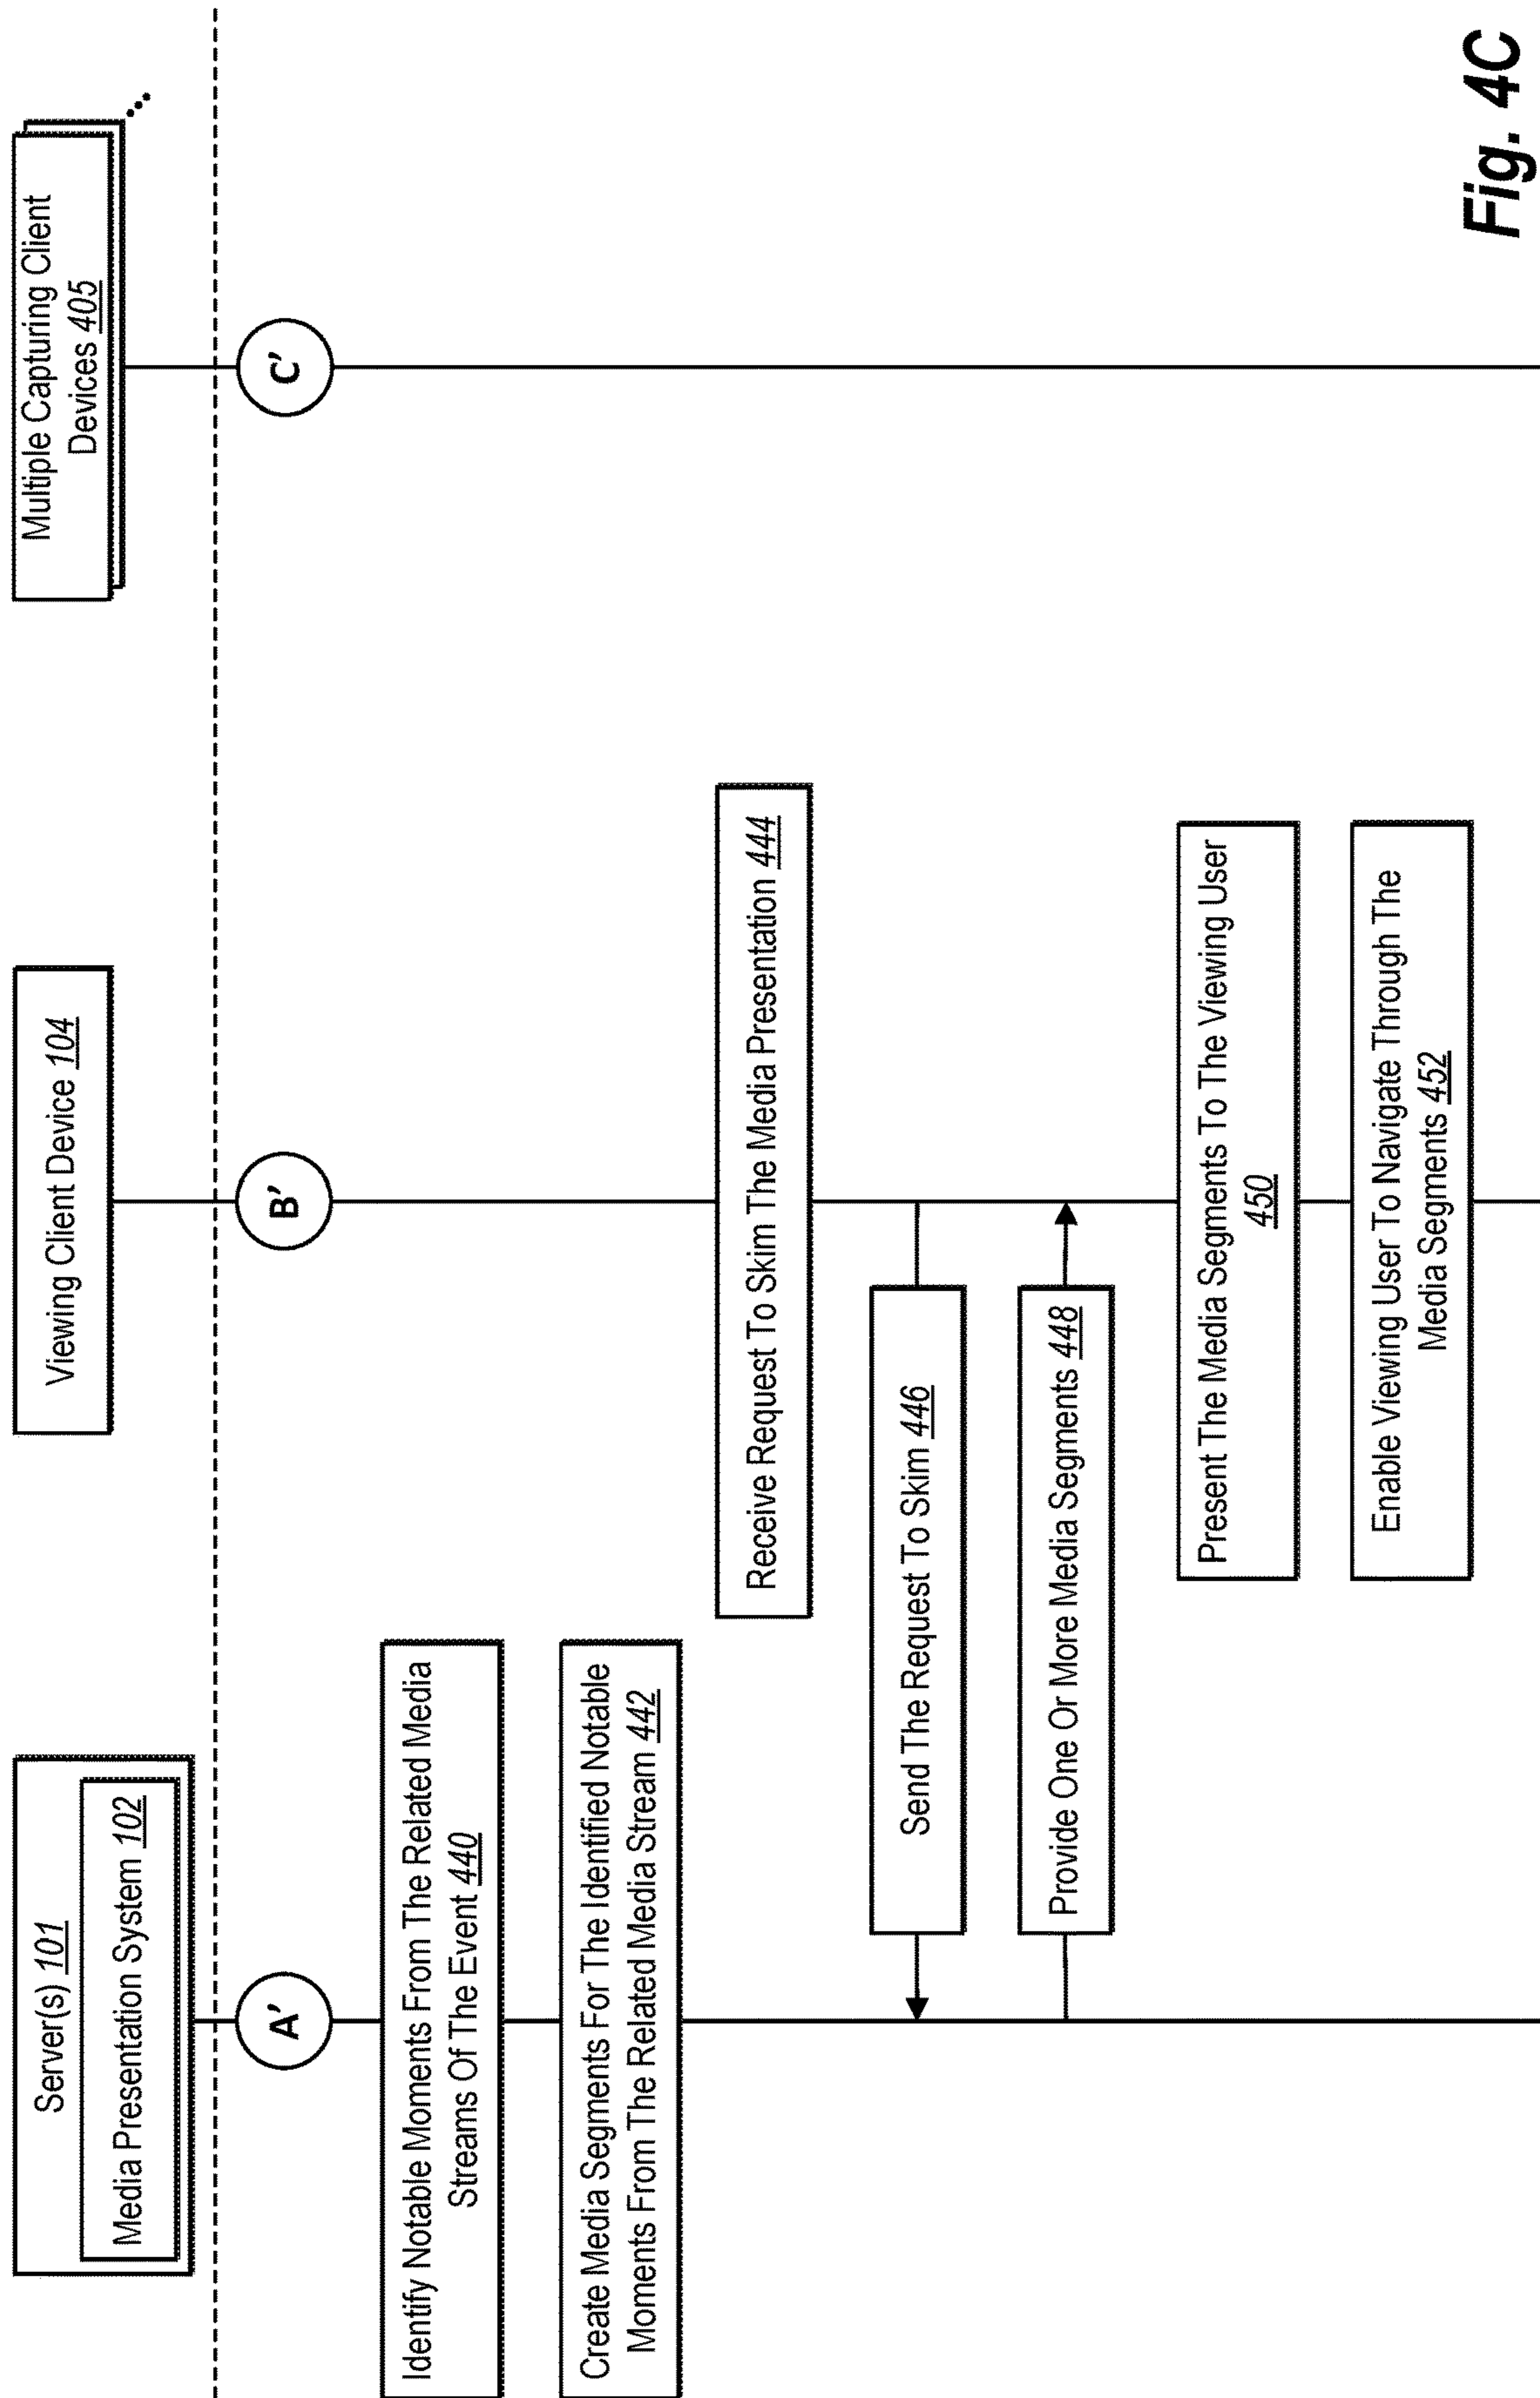 Server(s) 101
Media Presentation System 102
Viewing Client Device 104
Multiple Capturing Client
Devices 405
A'
B'
C'
Identify Notable Moments From The Related Media
Streams Of The Event 440
Create Media Segments For The Identified Notable
Moments From The Related Media Stream 442
Receive Request To Skim The Media Presentation 444
Send The Request To Skim 446
Provide One Or More Media Segments 448
Present The Media Segments To The Viewing User
450
Enable Viewing User To Navigate Through The
Media Segments 452
Fig. 4C